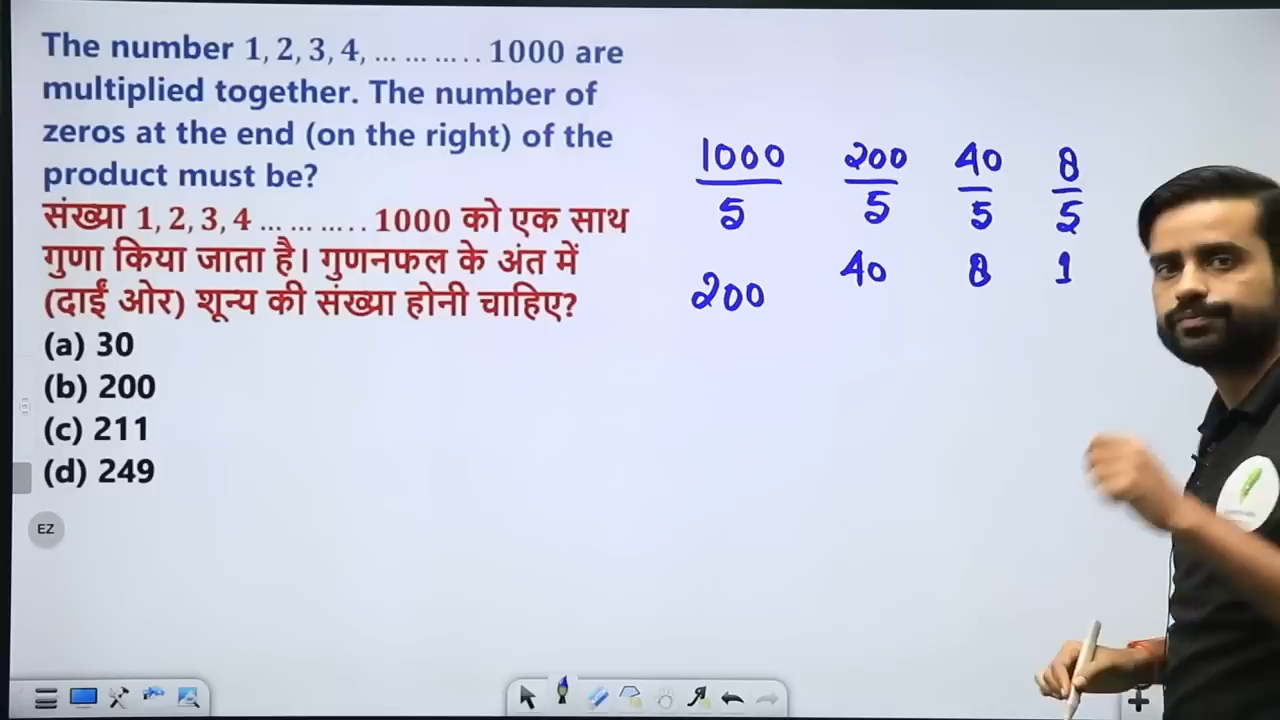 The number 1, 2, 3, 4, ... ... ... . . 1000 are
multiplied together. The number of
zeros at the end (on the right) of the
product must be?
संख्या 1, 2, 3, 4 ... ... ... . . 1000 को एक साथ
गुणा किया जाता है। गुणनफल के अंत में
(दाईं ओर) शून्य की संख्या होनी चाहिए?
(a) 30
(b) 200
(c) 211
(d) 249
EZ
1000 200 40 8
5 5 5 5
200 40 8 1